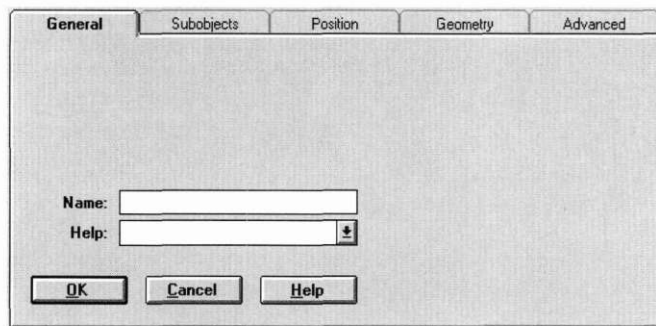 General Subobjects Position Geometry Advanced
Name:
Help:
OK Cancel Help